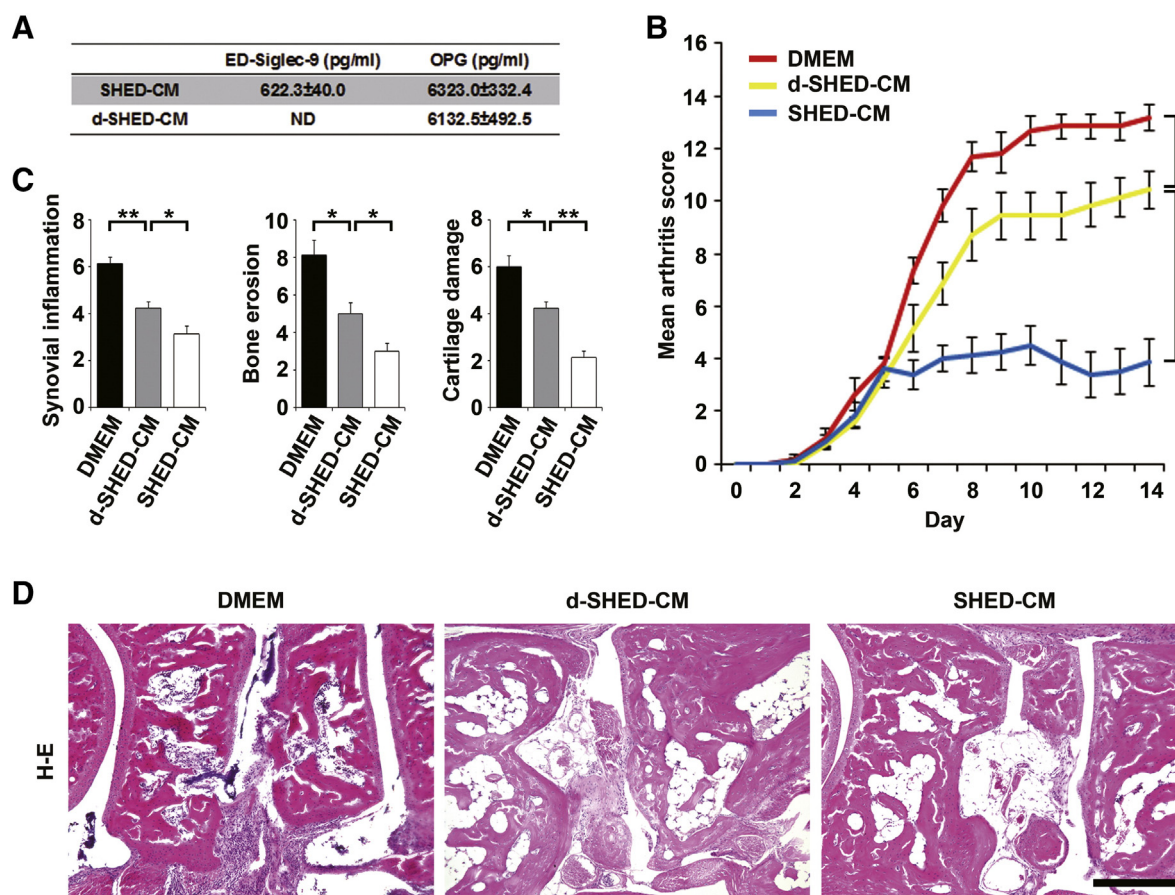 A
ED-Siglec-9 (pg/ml) OPG (pg/ml)
SHED-CM 622.3±40.0 6323.0±332.4
d-SHED-CM ND 6132.5±492.5
B
16
14
12
10
8
6
4
2
0
Mean arthritis score
DMEM
d-SHED-CM
SHED-CM
0 2 4 6 8 10 12 14
Day
C
Synovial inflammation
8
6
4
2
0
** *
DMEM
d-SHED-CM
SHED-CM
Bone erosion
10
8
6
4
2
0
* *
DMEM
d-SHED-CM
SHED-CM
Cartilage damage
8
6
4
2
0
* **
DMEM
d-SHED-CM
SHED-CM
D
DMEM d-SHED-CM SHED-CM
H-E